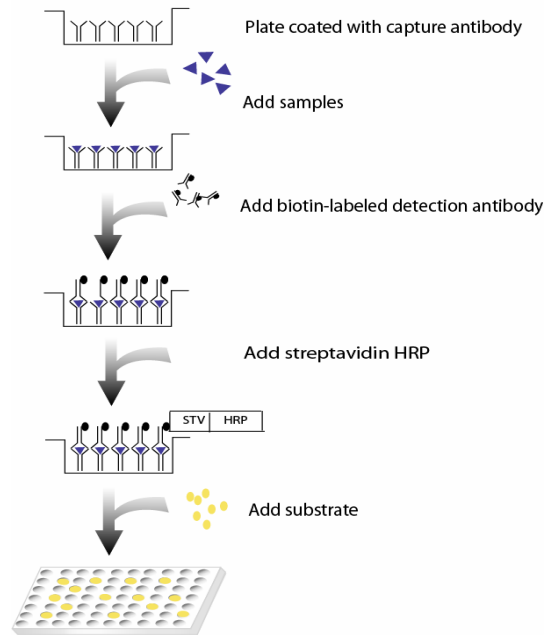 Plate coated with capture antibody
Add samples
Add biotin-labeled detection antibody
Add streptavidin HRP
STV HRP
Add substrate